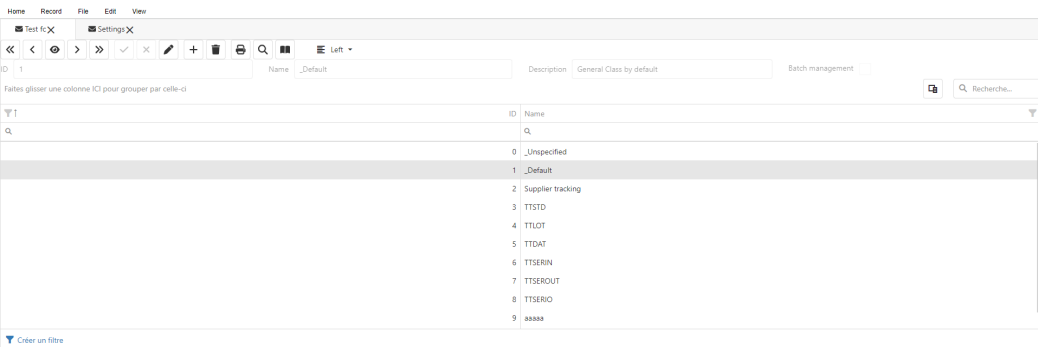 Home Record File Edit View
Test fc Settings
Left
ID 1 Name _Default Description General Class by default Batch management
Faites glisser une colonne ICI pour grouper par celle-ci Recherche...
ID Name
0 _Unspecified
1 _Default
2 Supplier tracking
3 TTSTD
4 TTLOT
5 TTDAT
6 TTSERIN
7 TTSEROUT
8 TTSERIO
9 aaaaa
Créer un filtre